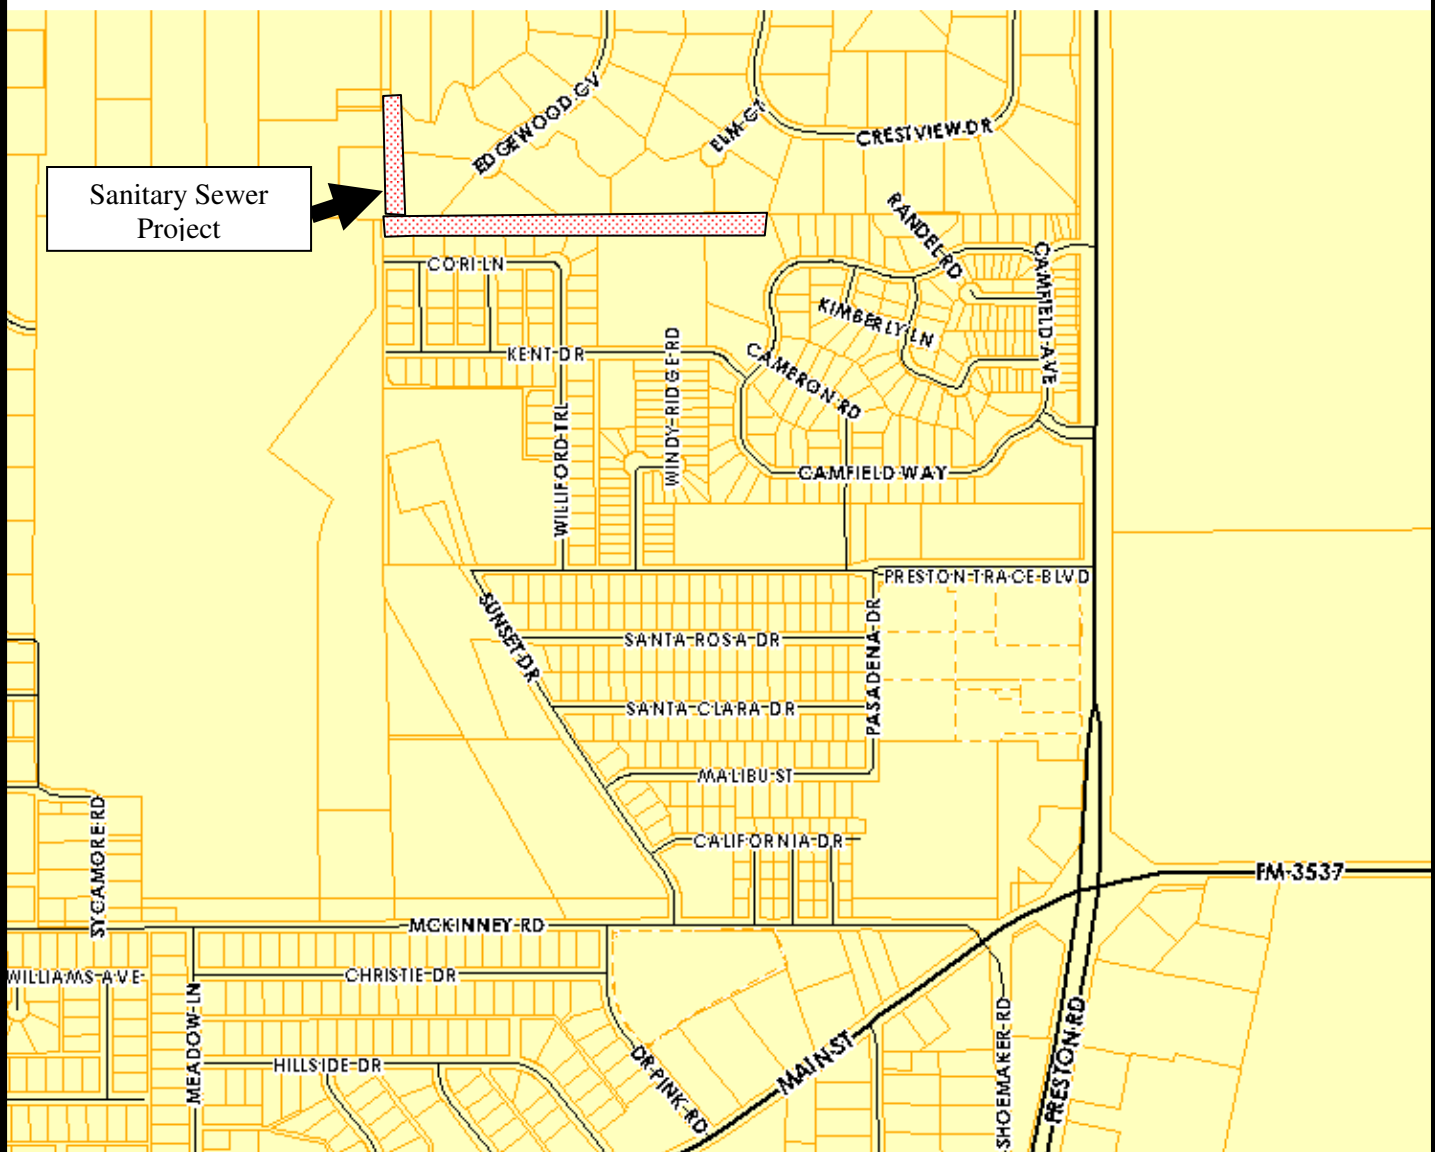 EDGEWOOD CV
ELM CT
CRESTVIEW DR
Sanitary Sewer
Project
RANDEL RD
CAMFIELD AVE
CORI LN
KIMBERLY LN
KENT DR
WINDY RIDGE RD
CAMERON RD
WILLIFORD TRL
CAMFIELD WAY
PRESTON TRACE BLVD
SUNSET DR
SANTA ROSA DR
PASADENA DR
SANTA CLARA DR
MALIBU ST
SYCAMORE RD
CALIFORNIA DR
FM 3537
MCKINNEY RD
WILLIAMS AVE
CHRISTIE DR
MEADOW LN
HILLSIDE DR
DR PINK RD
MAIN ST
SHOEMAKER RD
PRESTON RD